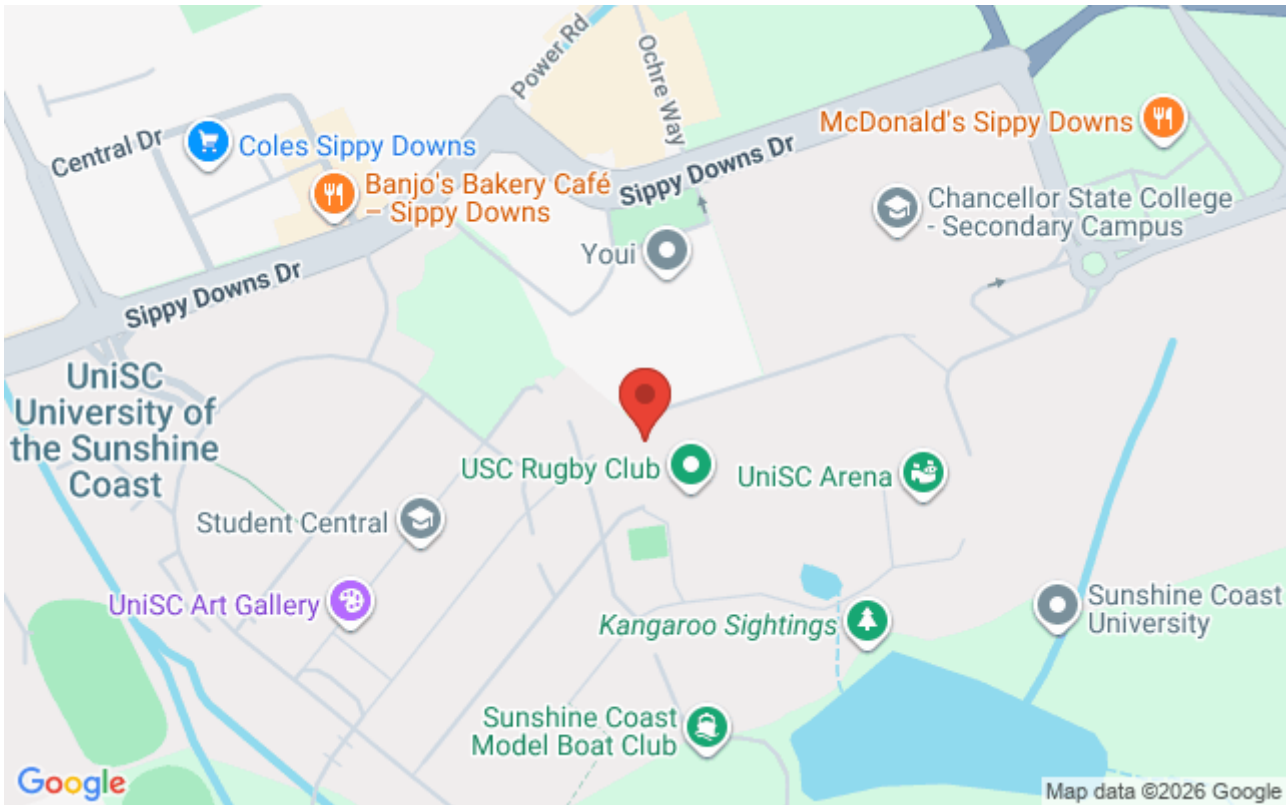 Power Rd
Ochre Way
Central Dr
Coles Sippy Downs
McDonald's Sippy Downs
Sippy Downs Dr
Banjo's Bakery Café
– Sippy Downs
Chancellor State College
- Secondary Campus
Youi
Sippy Downs Dr
UniSC
University of
the Sunshine
Coast
USC Rugby Club
UniSC Arena
Student Central
UniSC Art Gallery
Kangaroo Sightings
Sunshine Coast
University
Sunshine Coast
Model Boat Club
Google
Map data ©2026 Google